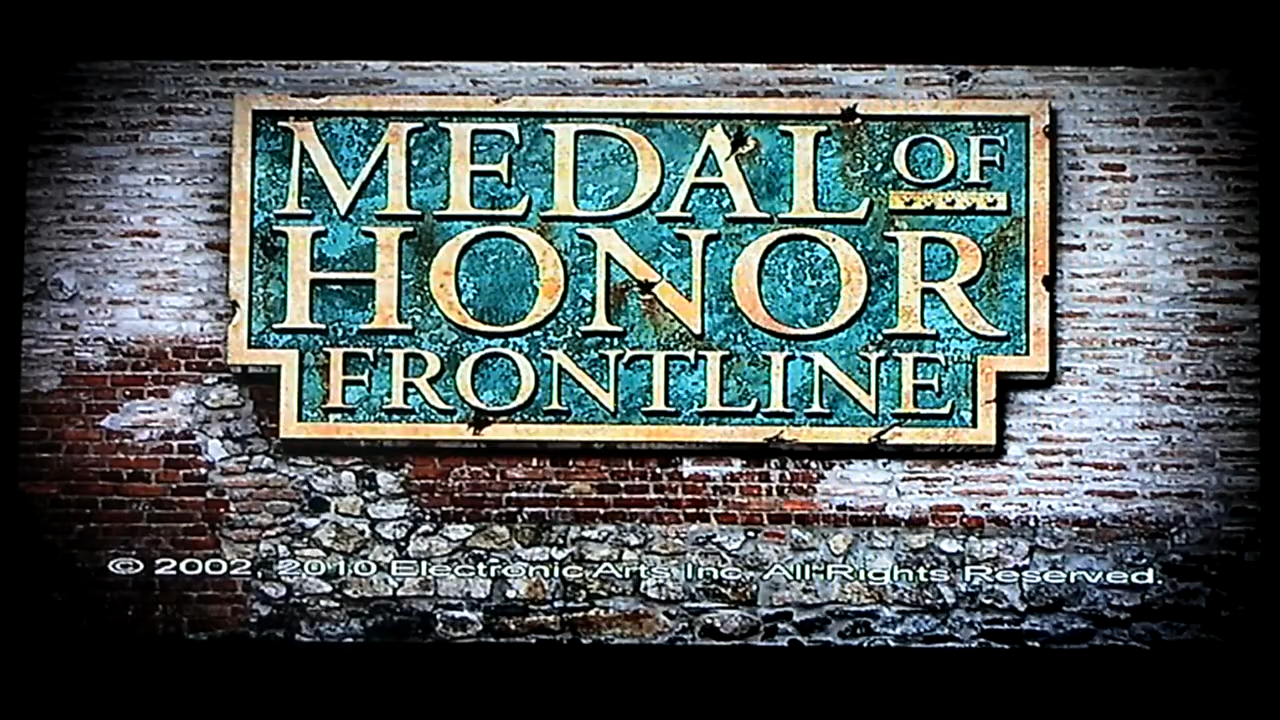 MEDAL OF
HONOR
FRONTLINE
© 2002, 2010 Electronic Arts Inc. All Rights Reserved.